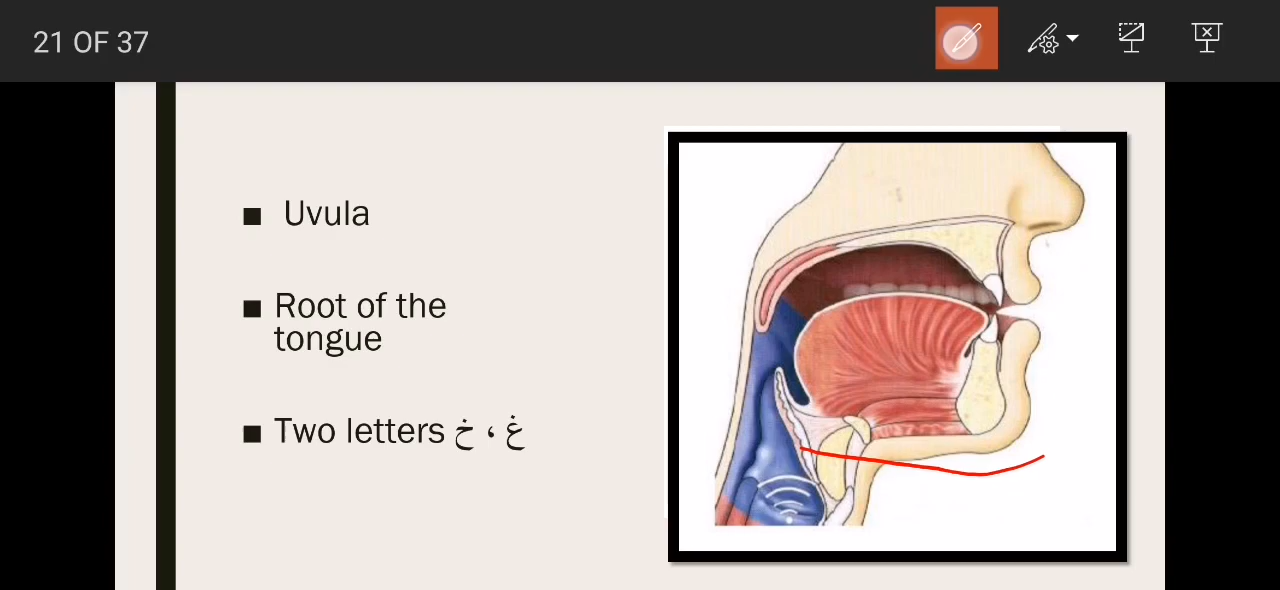 21 OF 37
Uvula
Root of the
tongue
Two letters غ ، خ